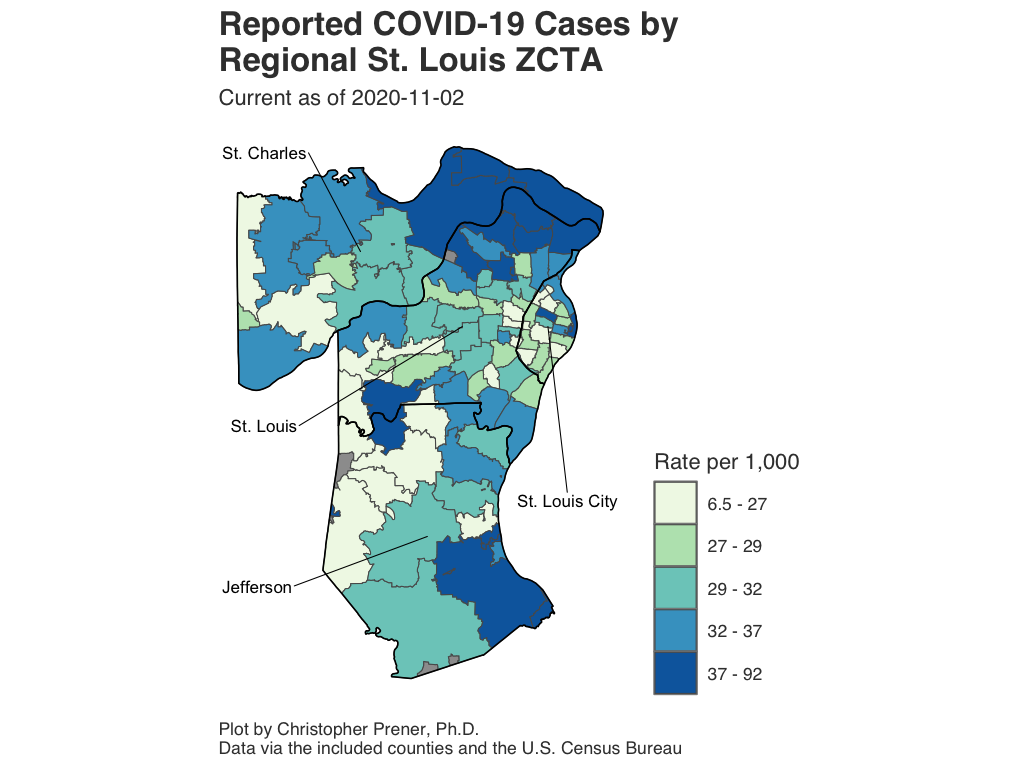 Reported COVID-19 Cases by
Regional St. Louis ZCTA
Current as of 2020-11-02
St. Charles
St. Louis
St. Louis City
Jefferson
Rate per 1,000
6.5 - 27
27 - 29
29 - 32
32 - 37
37 - 92
Plot by Christopher Prener, Ph.D.
Data via the included counties and the U.S. Census Bureau